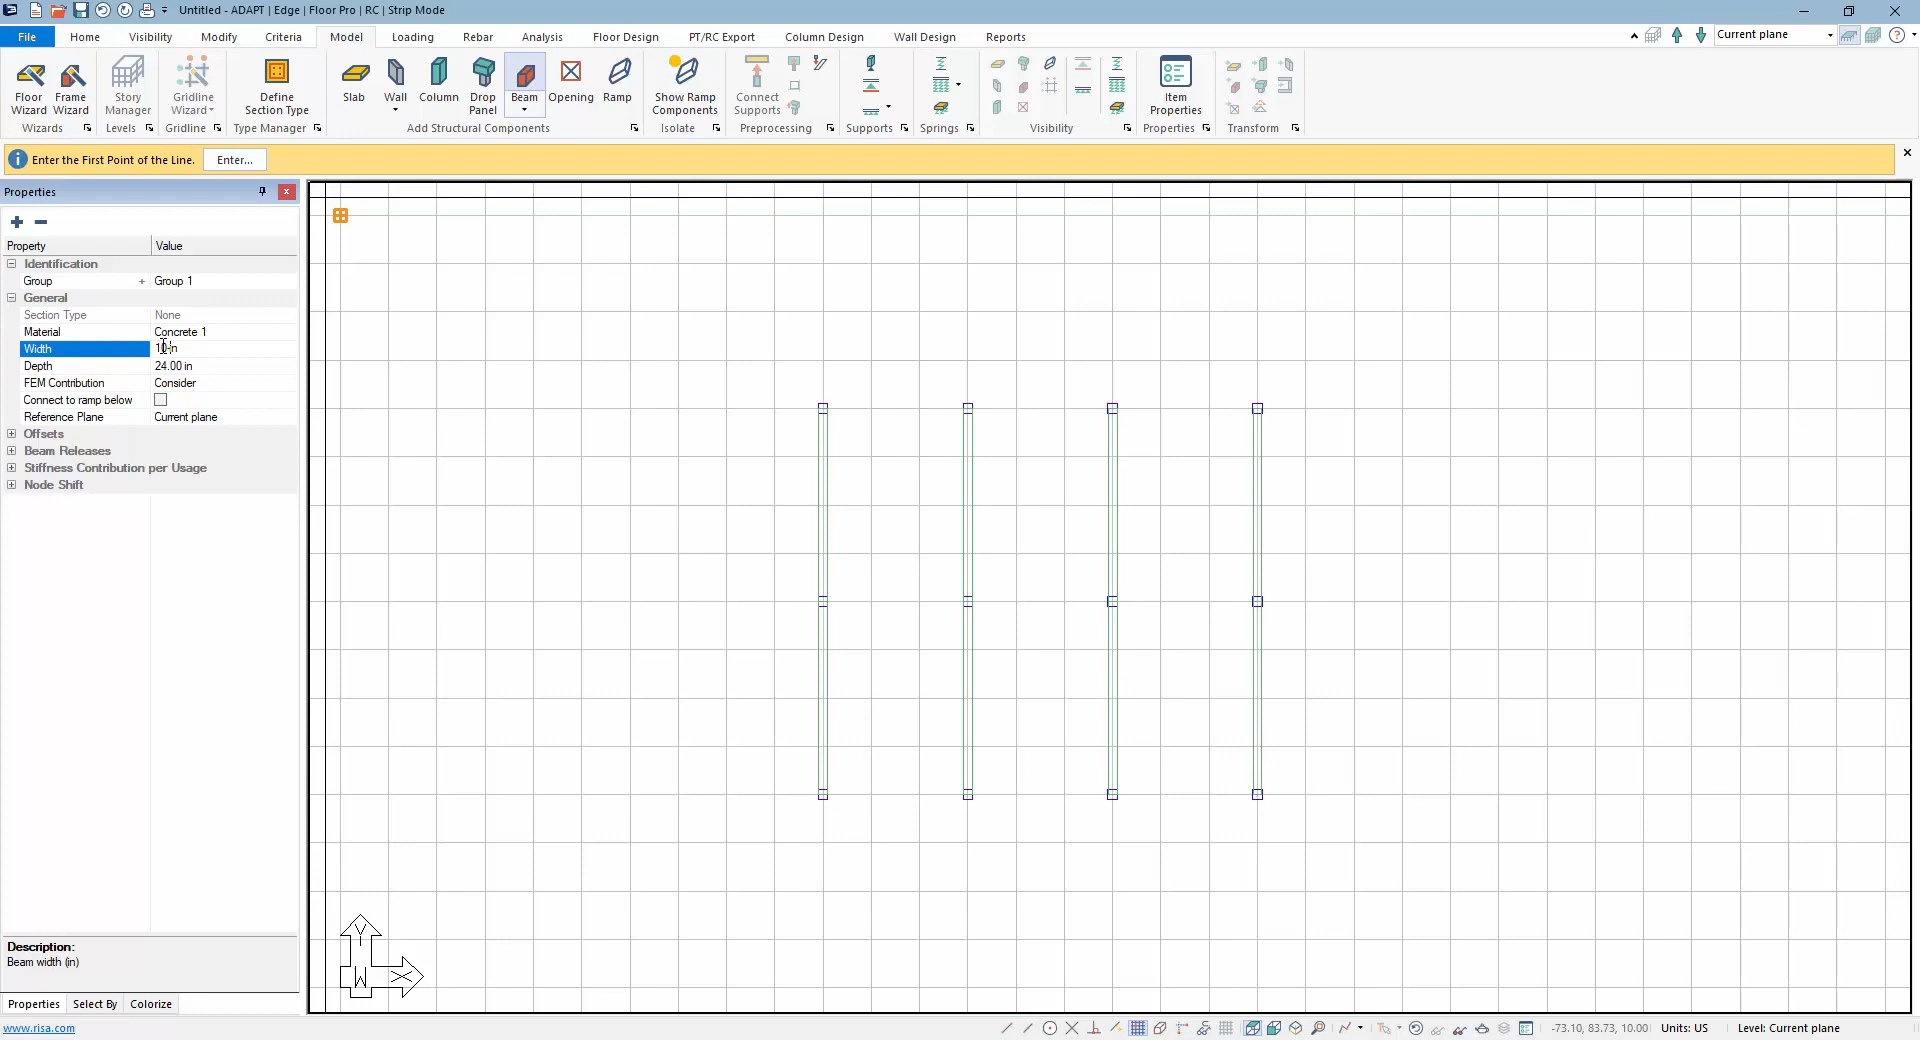 Untitled - ADAPT | Edge | Floor Pro | RC | Strip Mode
File Home Visibility Modify Criteria Model Loading Rebar Analysis Floor Design PT/RC Export Column Design Wall Design Reports Current plane
Floor Wizard Frame Wizard Story Manager Gridline Wizard Define Section Type Slab Wall Column Drop Panel Beam Opening Ramp Show Ramp Components Connect Supports Item Properties
Wizards Levels Gridline Type Manager Add Structural Components Isolate Preprocessing Supports Springs Visibility Properties Transform
Enter the First Point of the Line. Enter...
Properties
Property Value
Identification
Group + Group 1
General
Section Type None
Material Concrete 1
Width
Depth 24.00 in
FEM Contribution Consider
Connect to ramp below
Reference Plane Current plane
Offsets
Beam Releases
Stiffness Contribution per Usage
Node Shift
Y
W X
Description:
Beam width (in)
Properties Select By Colorize
www.risa.com -73.10, 83.73, 10.00 Units: US Level: Current plane